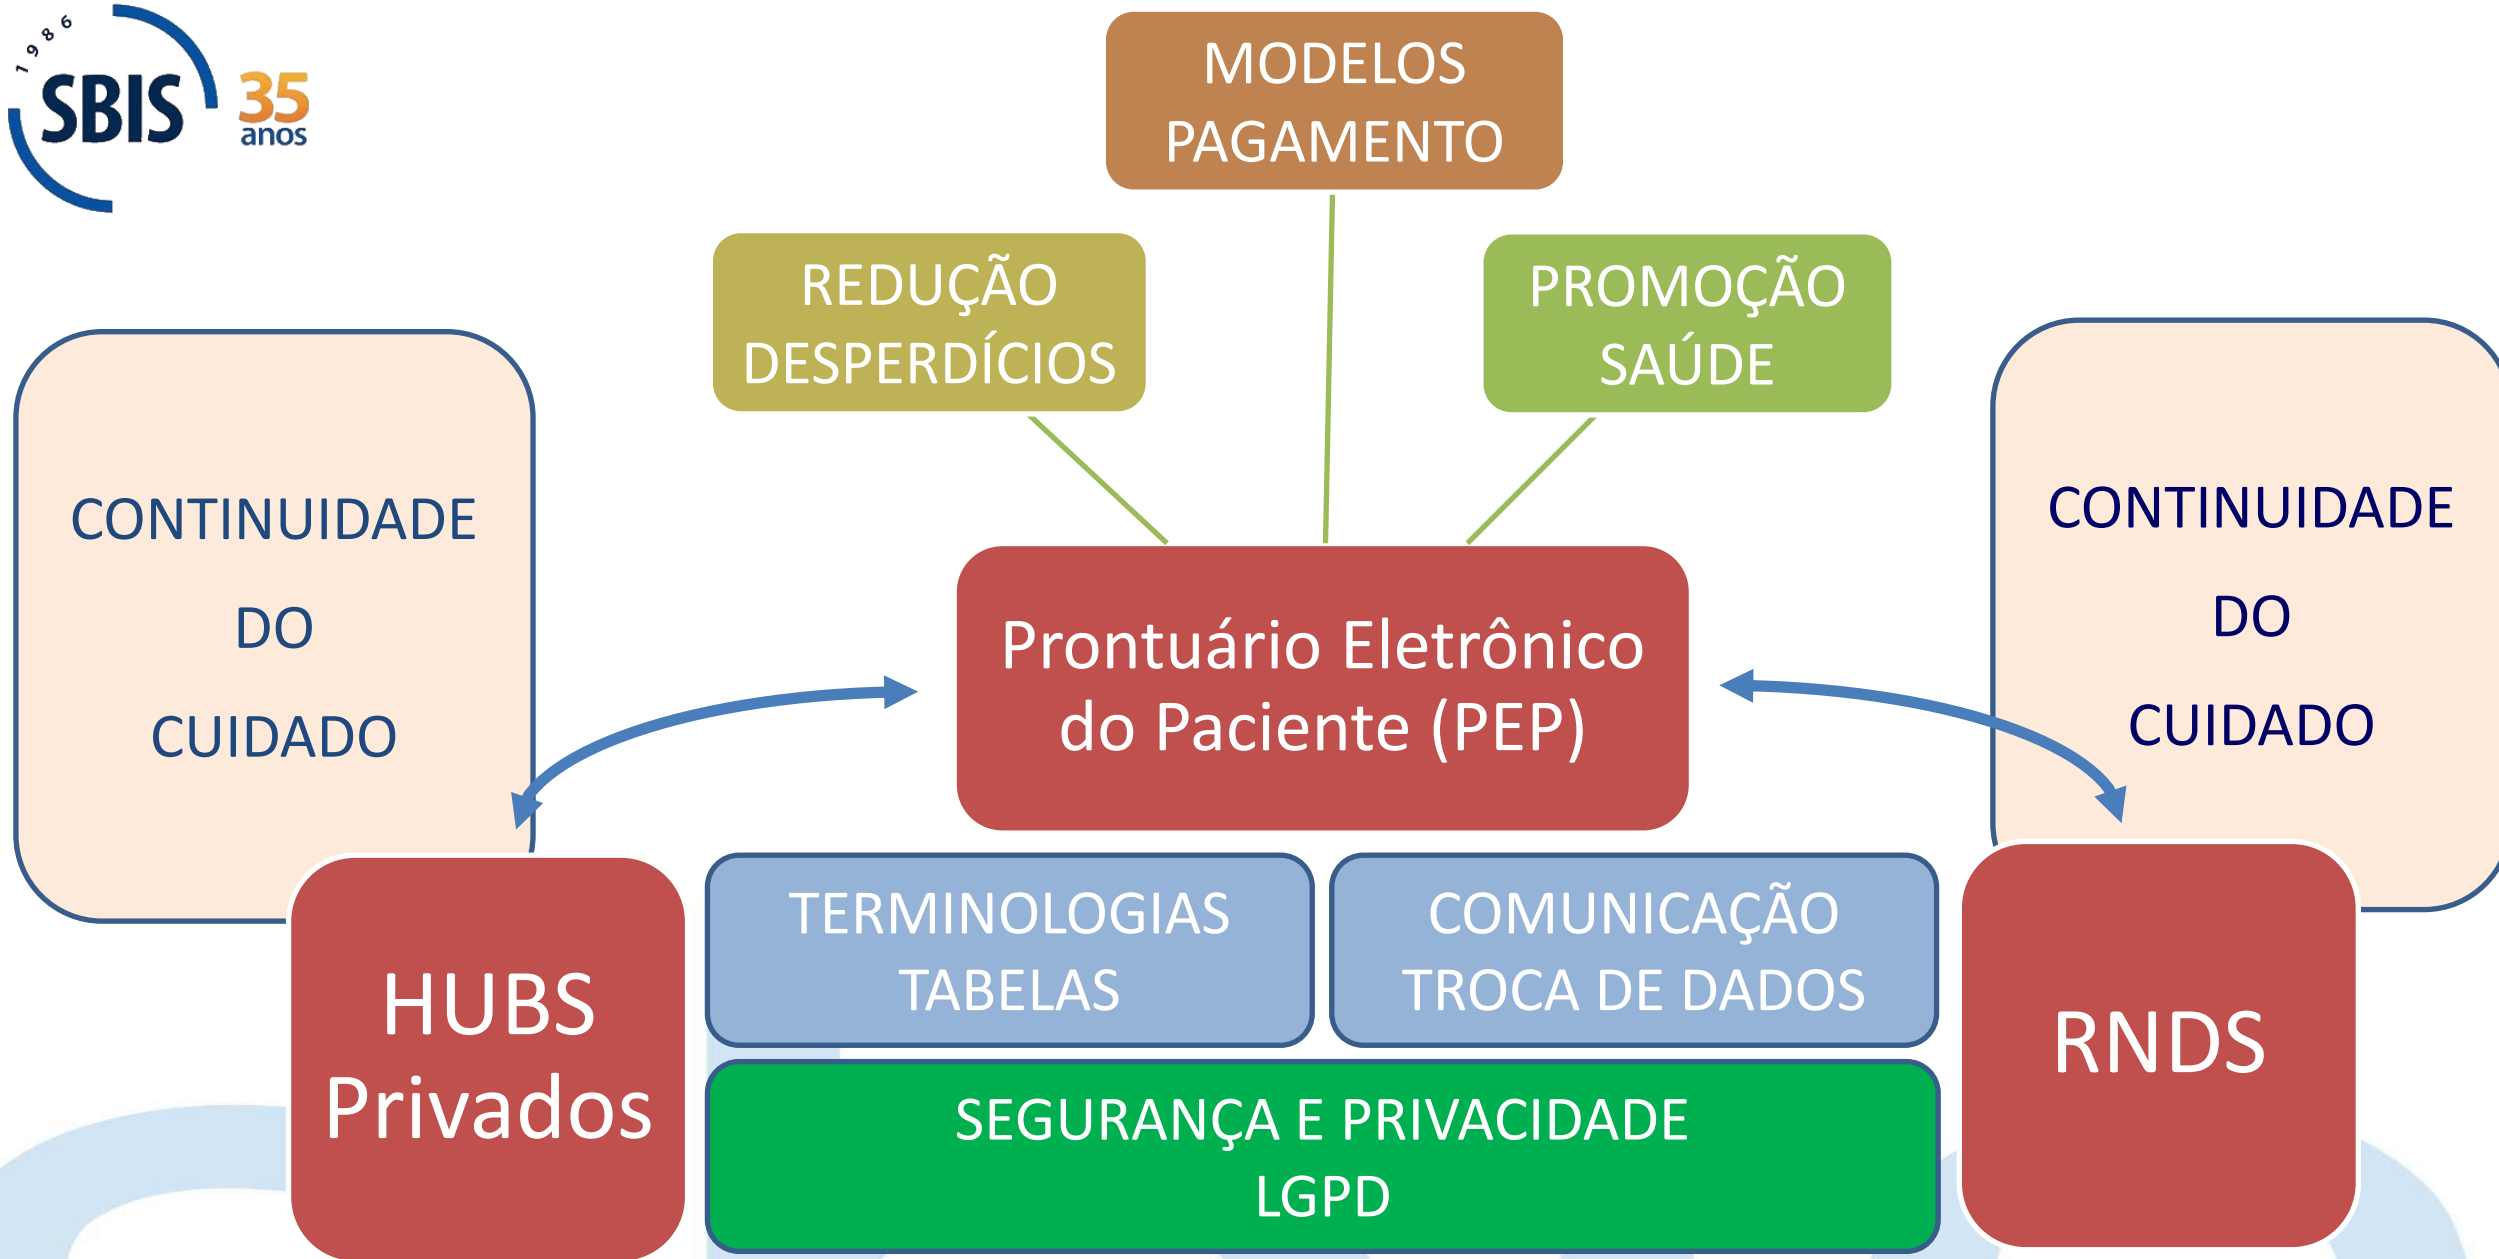 1986
SBIS
35
anos
MODELOS
PAGAMENTO
REDUÇÃO
DESPERDÍCIOS
PROMOÇÃO
SAÚDE
CONTINUIDADE
DO
CUIDADO
Prontuário Eletrônico
do Paciente (PEP)
CONTINUIDADE
DO
CUIDADO
HUBS
Privados
TERMINOLOGIAS
TABELAS
COMUNICAÇÃO
TROCA DE DADOS
RNDS
SEGURANÇA E PRIVACIDADE
LGPD